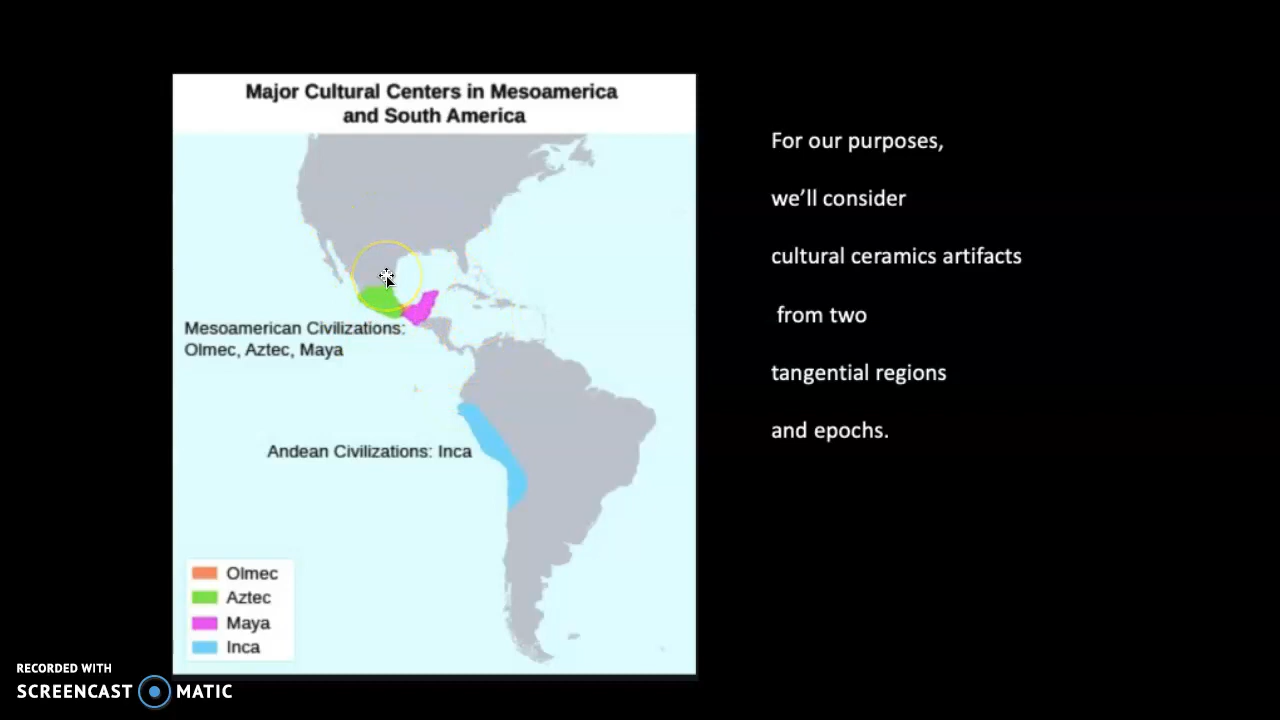 Major Cultural Centers in Mesoamerica
and South America
Mesoamerican Civilizations:
Olmec, Aztec, Maya
Andean Civilizations: Inca
Olmec
Aztec
Maya
Inca
For our purposes,
we’ll consider
cultural ceramics artifacts
from two
tangential regions
and epochs.
RECORDED WITH
SCREENCAST MATIC